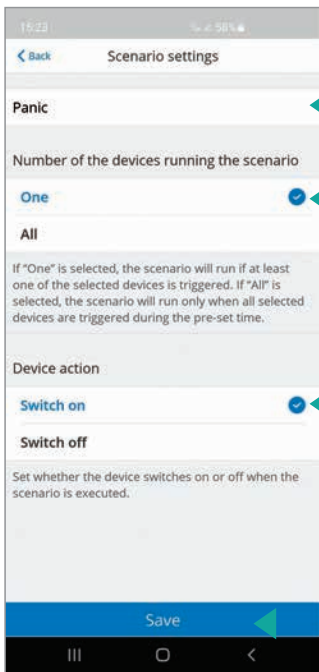 15:23 58%
Back Scenario settings
Panic
Number of the devices running the scenario
One
All
If "One" is selected, the scenario will run if at least
one of the selected devices is triggered. If "All" is
selected, the scenario will run only when all selected
devices are triggered during the pre-set time.
Device action
Switch on
Switch off
Set whether the device switches on or off when the
scenario is executed.
Save